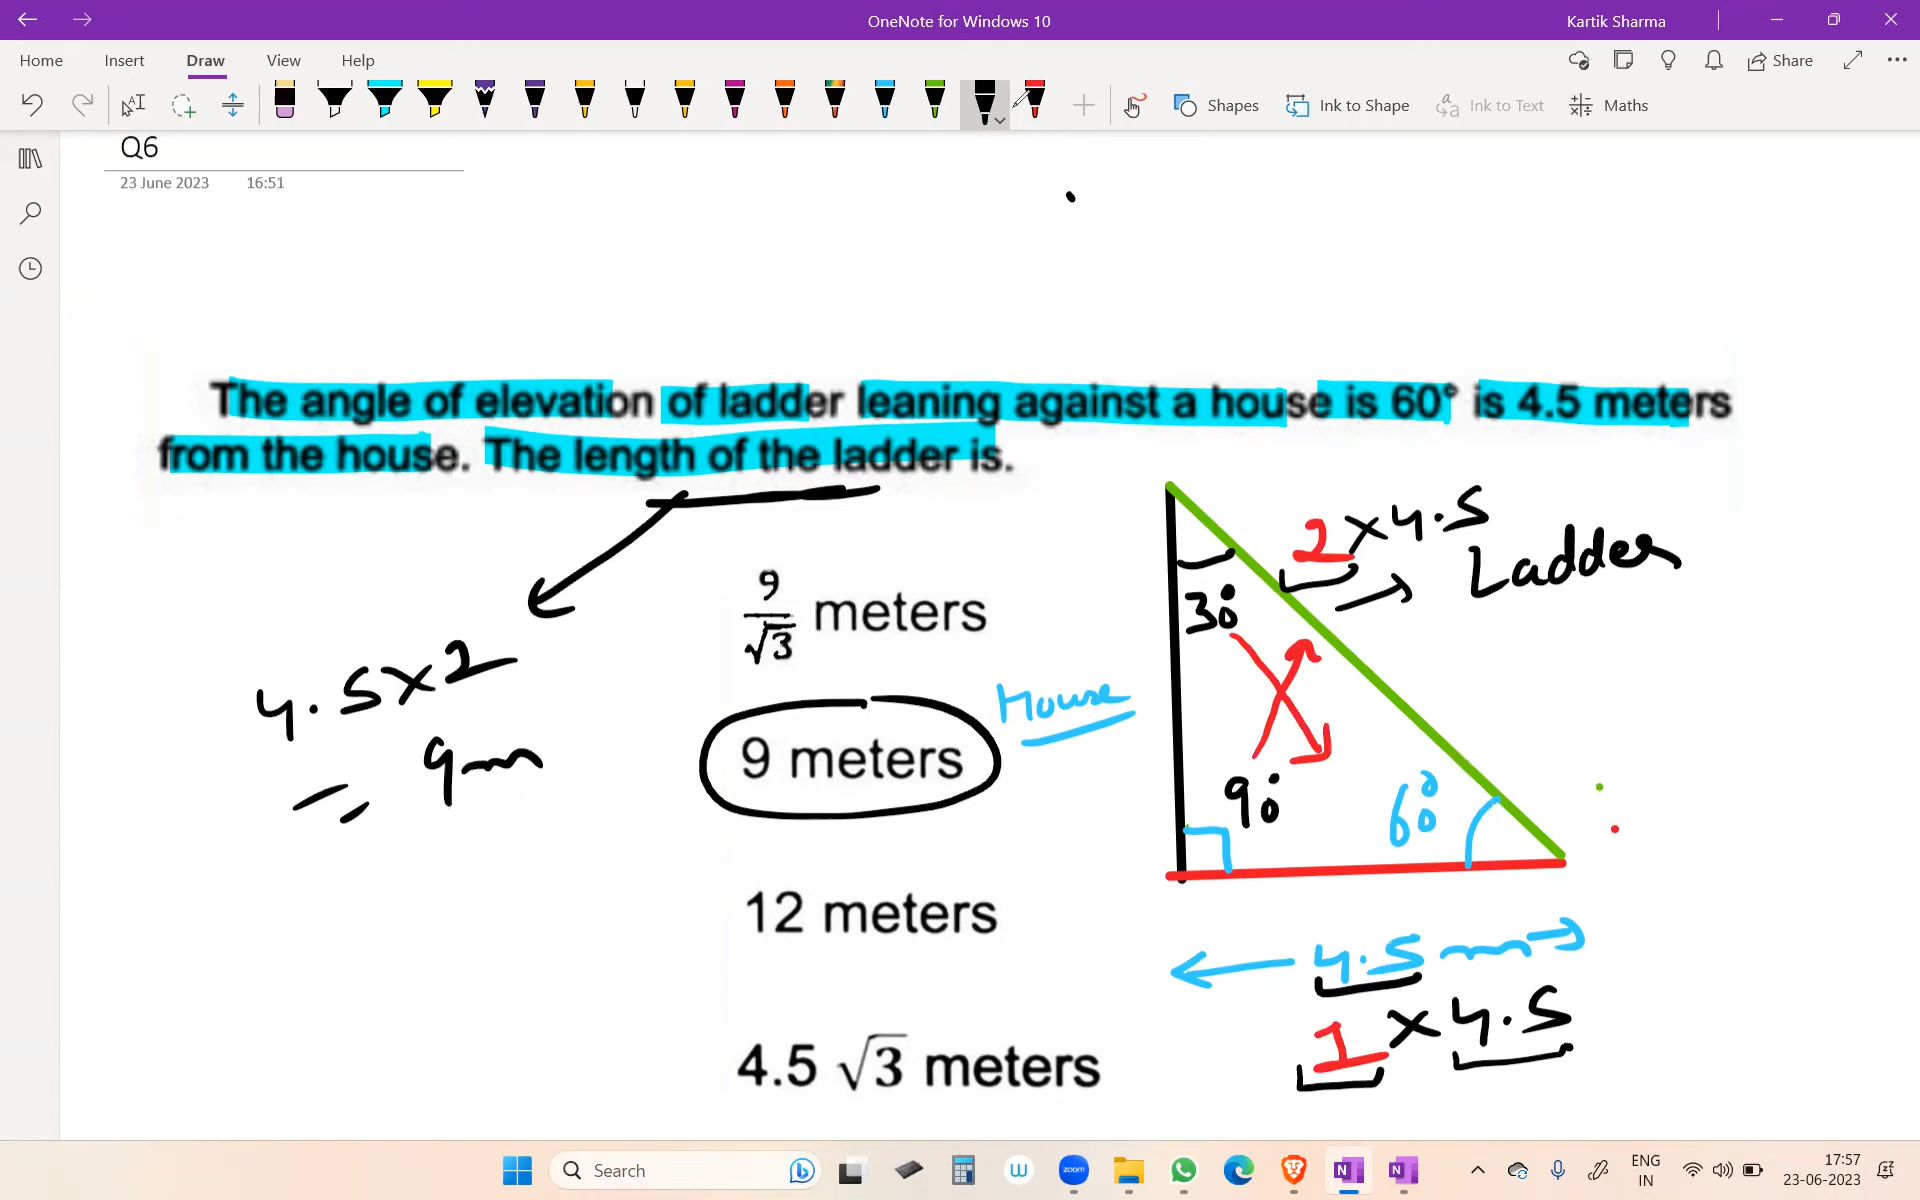 OneNote for Windows 10
Kartik Sharma
Home Insert Draw View Help
Share
Shapes Ink to Shape Ink to Text Maths
Q6
23 June 2023 16:51
The angle of elevation of ladder leaning against a house is 60° is 4.5 meters
from the house. The length of the ladder is.
2×4.5
Ladder
30°
9/√3 meters
4.5×2
House
9 meters
= 9m
90°
60°
12 meters
4.5 m
1×4.5
4.5 √3 meters
Search
zoom
ENG
IN
17:57
23-06-2023